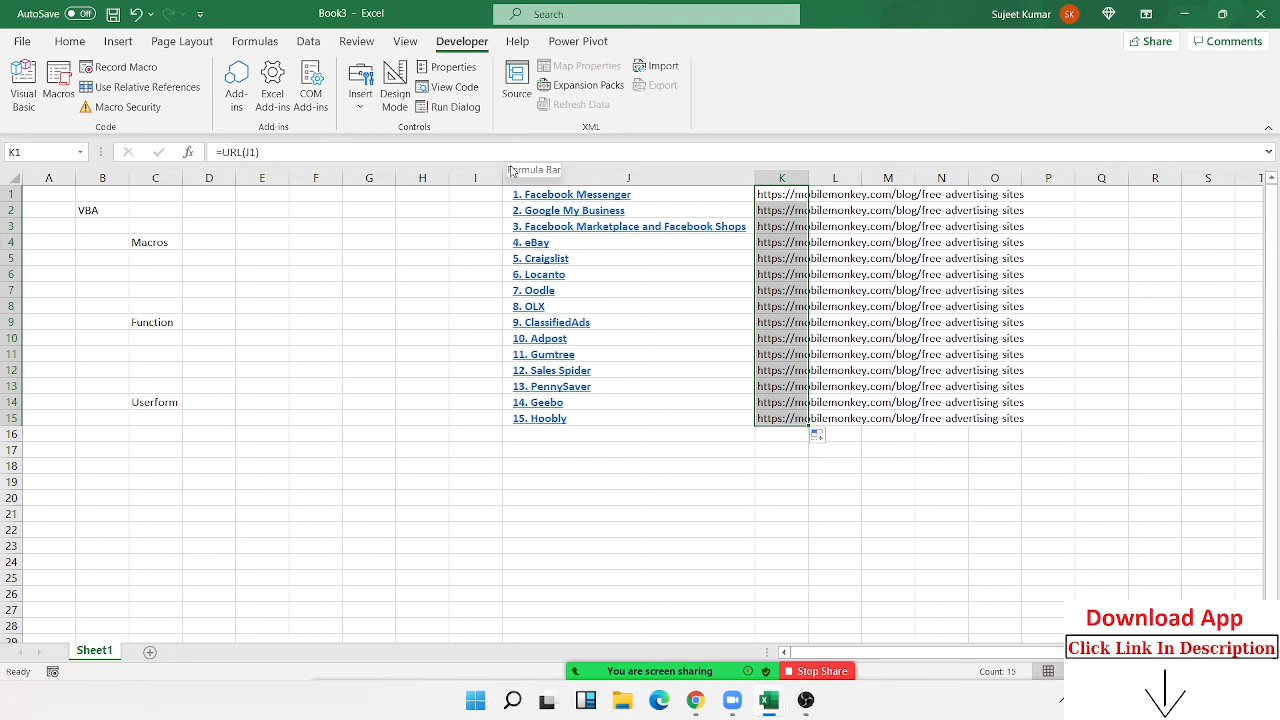 AutoSave Off Book3 - Excel Search Sujeet Kumar SK
File Home Insert Draw Page Layout Formulas Data Review View Developer Help Power Pivot Share Comments
Visual Basic
Macros
Record Macro
Use Relative References
Macro Security
Code
Add-ins
Excel Add-ins
COM Add-ins
Add-ins
Insert
Design Mode
Properties
View Code
Run Dialog
Controls
Source
Map Properties
Expansion Packs
Refresh Data
Import
Export
XML
K1 fx =URL(J1)
Formula Bar
A B C D E F G H I J K L M N O P Q R S T
1 1. Facebook Messenger https://mobilemonkey.com/blog/free-advertising-sites
2 VBA 2. Google My Business https://mobilemonkey.com/blog/free-advertising-sites
3 3. Facebook Marketplace and Facebook Shops https://mobilemonkey.com/blog/free-advertising-sites
4 Macros 4. eBay https://mobilemonkey.com/blog/free-advertising-sites
5 5. Craigslist https://mobilemonkey.com/blog/free-advertising-sites
6 6. Locanto https://mobilemonkey.com/blog/free-advertising-sites
7 7. Oodle https://mobilemonkey.com/blog/free-advertising-sites
8 8. OLX https://mobilemonkey.com/blog/free-advertising-sites
9 Function 9. ClassifiedAds https://mobilemonkey.com/blog/free-advertising-sites
10 10. Adpost https://mobilemonkey.com/blog/free-advertising-sites
11 11. Gumtree https://mobilemonkey.com/blog/free-advertising-sites
12 12. Sales Spider https://mobilemonkey.com/blog/free-advertising-sites
13 13. PennySaver https://mobilemonkey.com/blog/free-advertising-sites
14 Userform 14. Geebo https://mobilemonkey.com/blog/free-advertising-sites
15 15. Hoobly https://mobilemonkey.com/blog/free-advertising-sites
16
17
18
19
20
21
22
23
24
25
26
27
28
29
Sheet1
Ready You are screen sharing Stop Share Count: 15
Download App
Click Link In Description